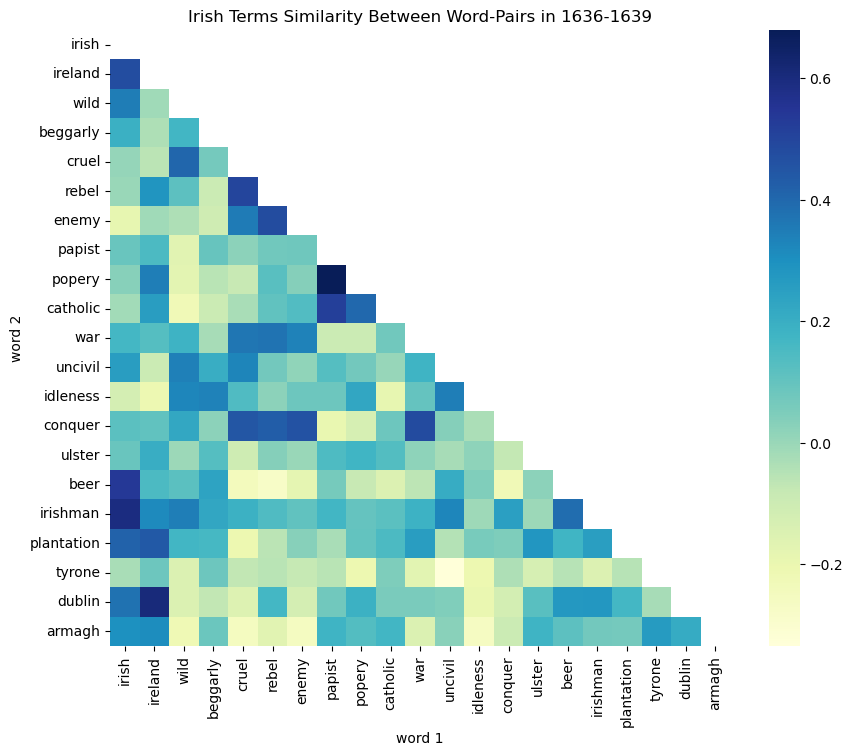 Irish Terms Similarity Between Word-Pairs in 1636-1639
word 2
irish
ireland
wild
beggarly
cruel
rebel
enemy
papist
popery
catholic
war
uncivil
idleness
conquer
ulster
beer
irishman
plantation
tyrone
dublin
armagh
irish
ireland
wild
beggarly
cruel
rebel
enemy
papist
popery
catholic
war
uncivil
idleness
conquer
ulster
beer
irishman
plantation
tyrone
dublin
armagh
word 1
0.6
0.4
0.2
0.0
−0.2